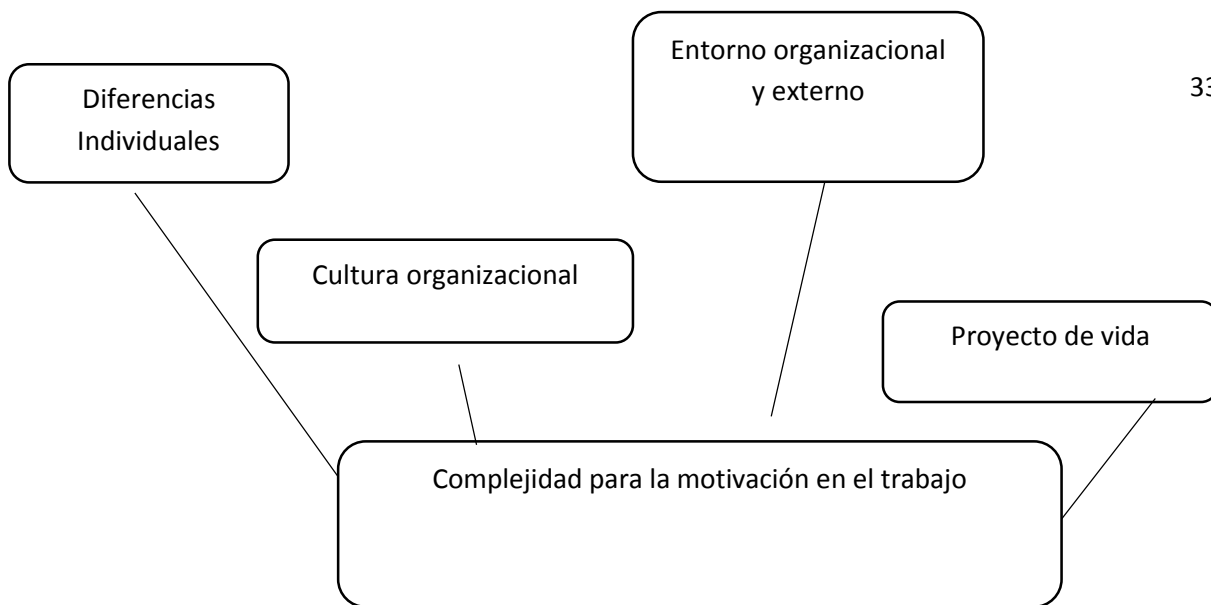 Entorno organizacional
y externo
33
Diferencias
Individuales
Cultura organizacional
Proyecto de vida
Complejidad para la motivación en el trabajo